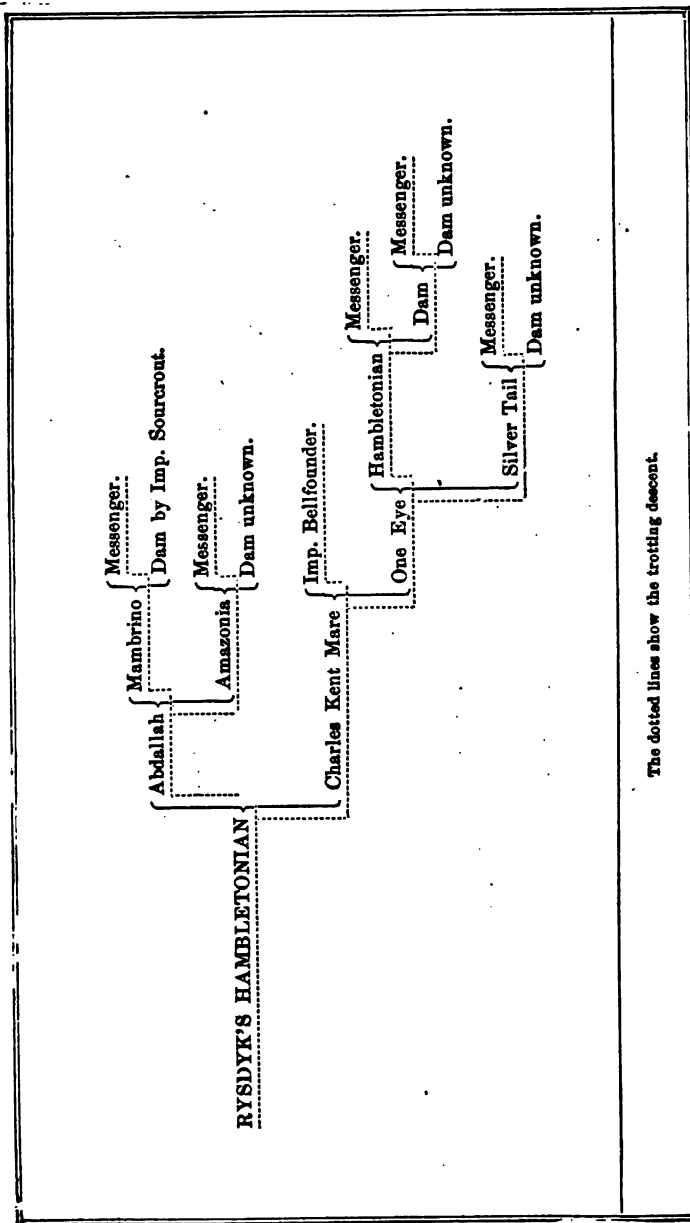 RYSDYK'S HAMBLETONIAN
Abdallah
Mambrino
Messenger.
Dam by Imp. Sourcrout.
Amazonia
Messenger.
Dam unknown.
Charles Kent Mare
Imp. Bellfounder.
One Eye
Hambletonian
Messenger.
Dam
Messenger.
Dam unknown.
Silver Tail
Messenger.
Dam unknown.
The dotted lines show the trotting descent.